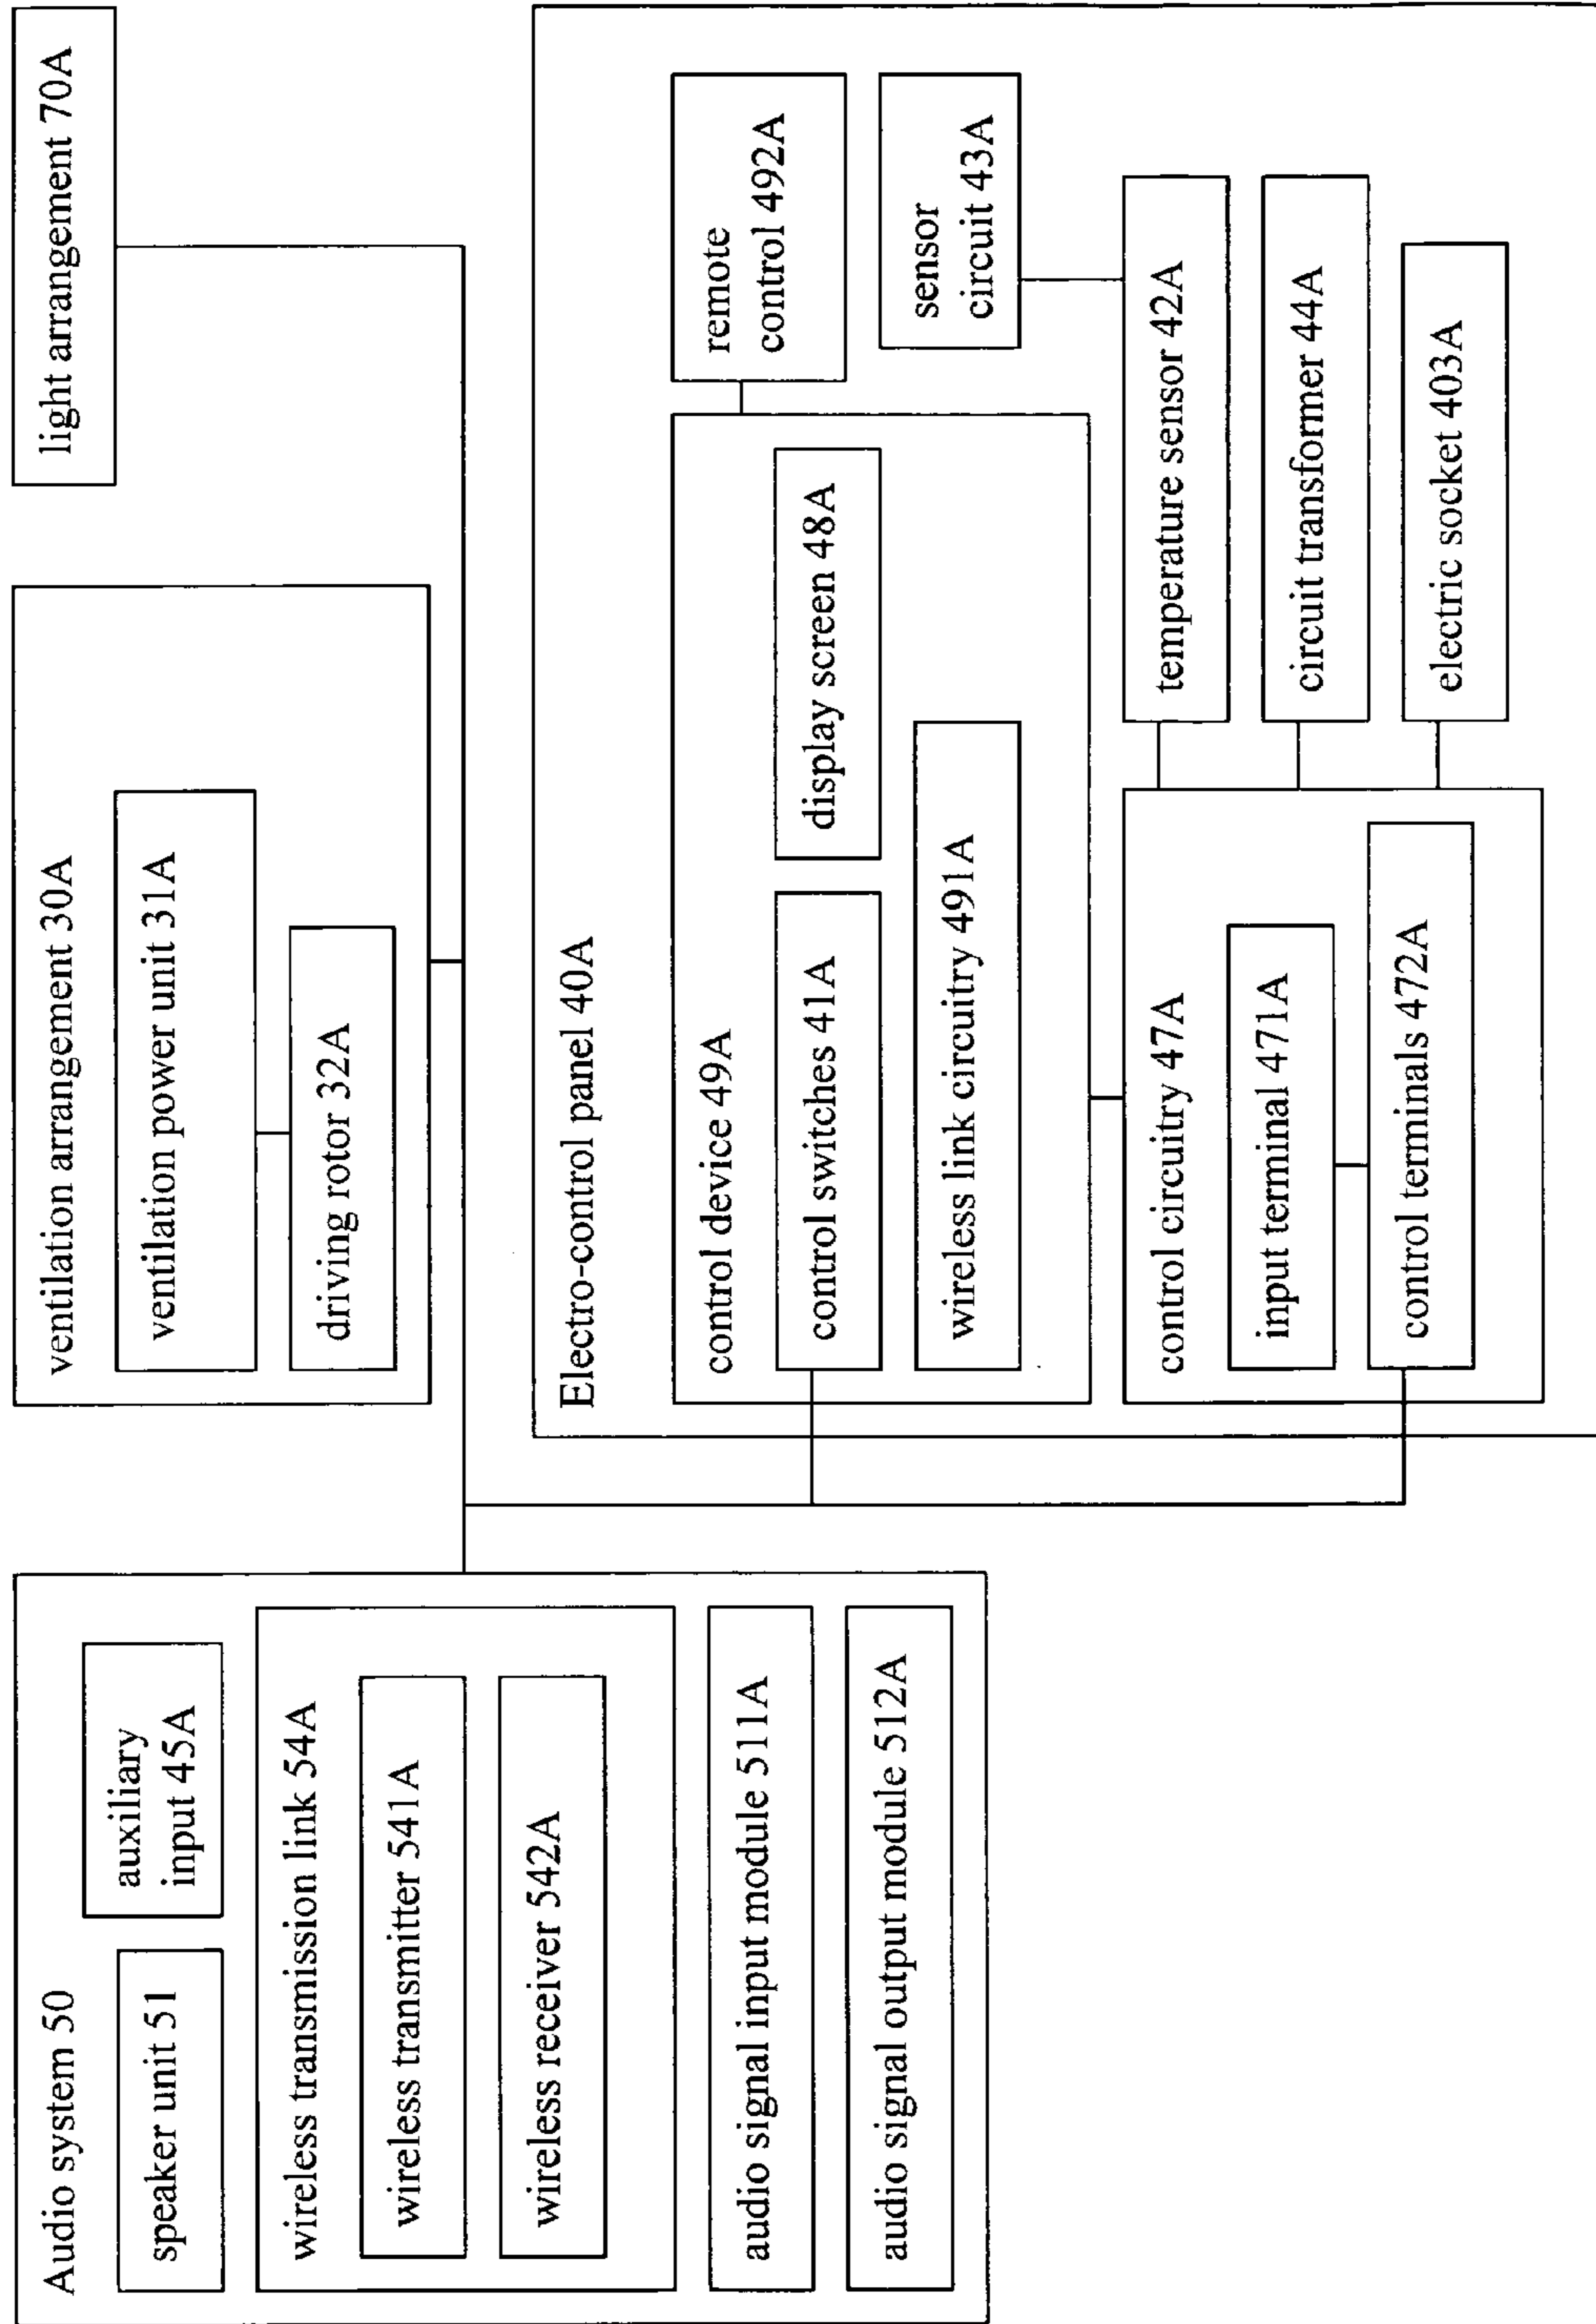 Audio system 50
speaker unit 51
auxiliary
input 45A
wireless transmission link 54A
wireless transmitter 541A
wireless receiver 542A
audio signal input module 511A
audio signal output module 512A
ventilation arrangement 30A
ventilation power unit 31A
driving rotor 32A
light arrangement 70A
Electro-control panel 40A
control device 49A
control switches 41A
display screen 48A
wireless link circuitry 491A
remote
control 492A
sensor
circuit 43A
control circuitry 47A
input terminal 471A
control terminals 472A
temperature sensor 42A
circuit transformer 44A
electric socket 403A